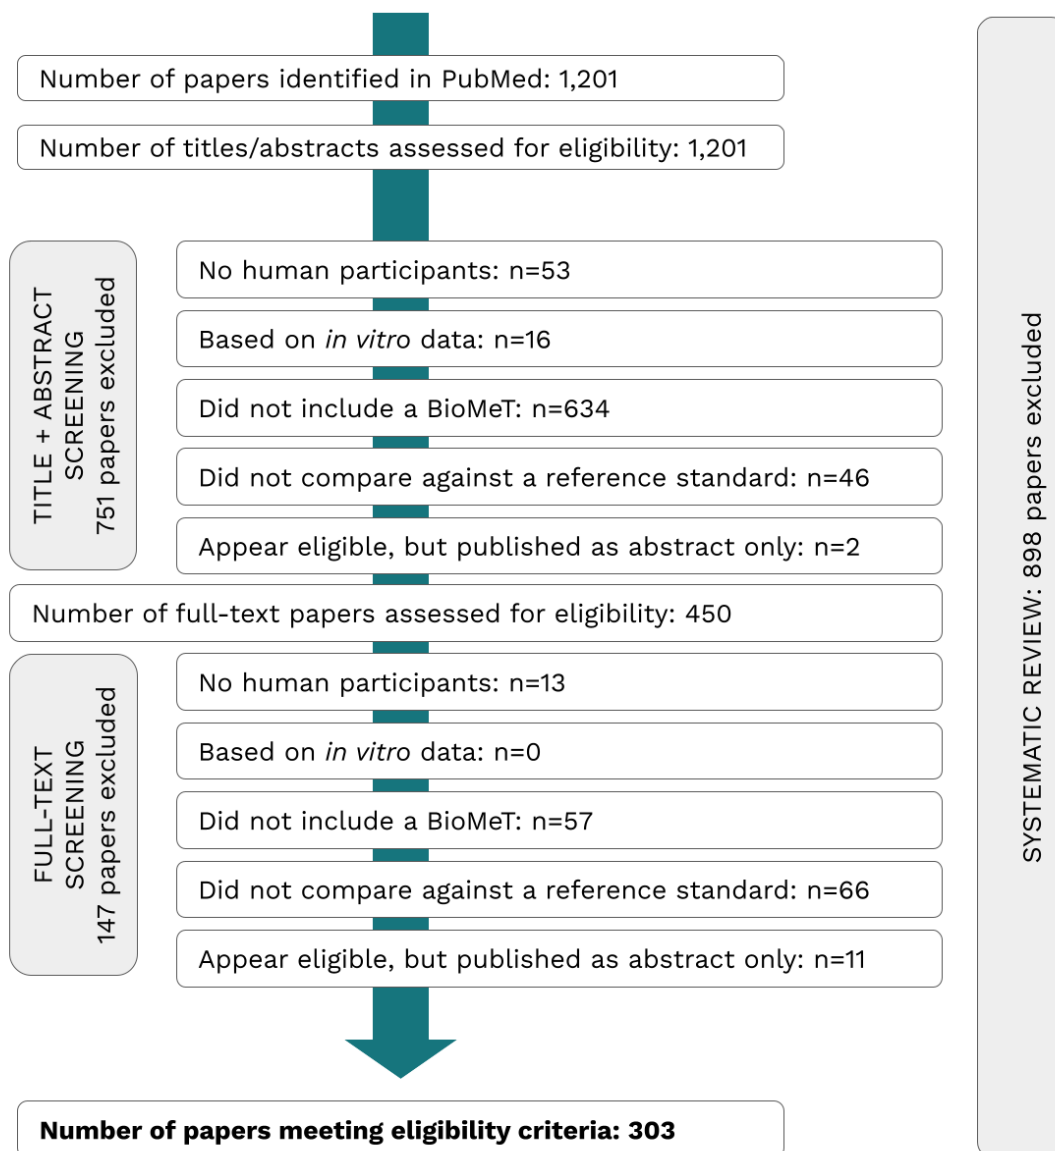 Number of papers identified in PubMed: 1,201
Number of titles/abstracts assessed for eligibility: 1,201
TITLE + ABSTRACT
SCREENING
751 papers excluded
No human participants: n=53
Based on in vitro data: n=16
Did not include a BioMeT: n=634
Did not compare against a reference standard: n=46
Appear eligible, but published as abstract only: n=2
Number of full-text papers assessed for eligibility: 450
FULL-TEXT
SCREENING
147 papers excluded
No human participants: n=13
Based on in vitro data: n=0
Did not include a BioMeT: n=57
Did not compare against a reference standard: n=66
Appear eligible, but published as abstract only: n=11
Number of papers meeting eligibility criteria: 303
SYSTEMATIC REVIEW: 898 papers excluded